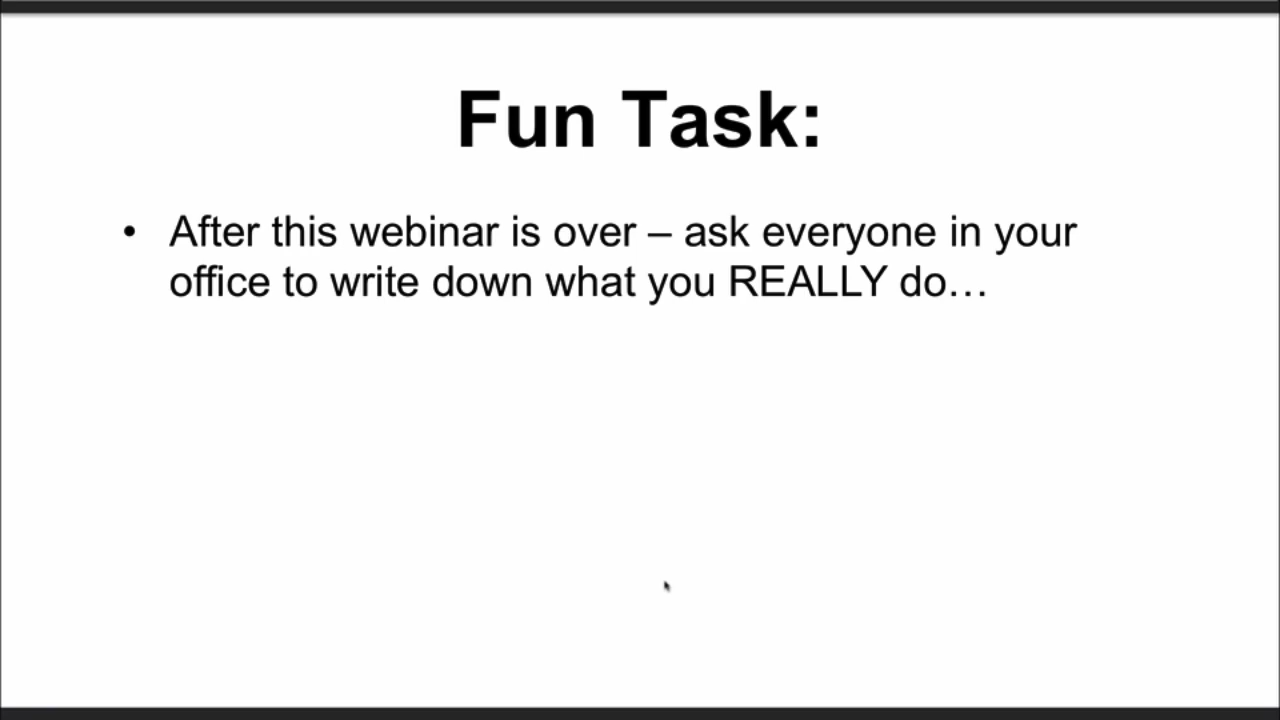 Fun Task:
• After this webinar is over – ask everyone in your
office to write down what you REALLY do…